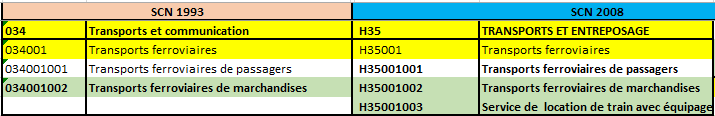 SCN 1993 SCN 2008
034 Transports et communication H35 TRANSPORTS ET ENTREPOSAGE
034001 Transports ferroviaires H35001 Transports ferroviaires
034001001 Transports ferroviaires de passagers H35001001 Transports ferroviaires de passagers
034001002 Transports ferroviaires de marchandises H35001002 Transports ferroviaires de marchandises
H35001003 Service de location de train avec équipage